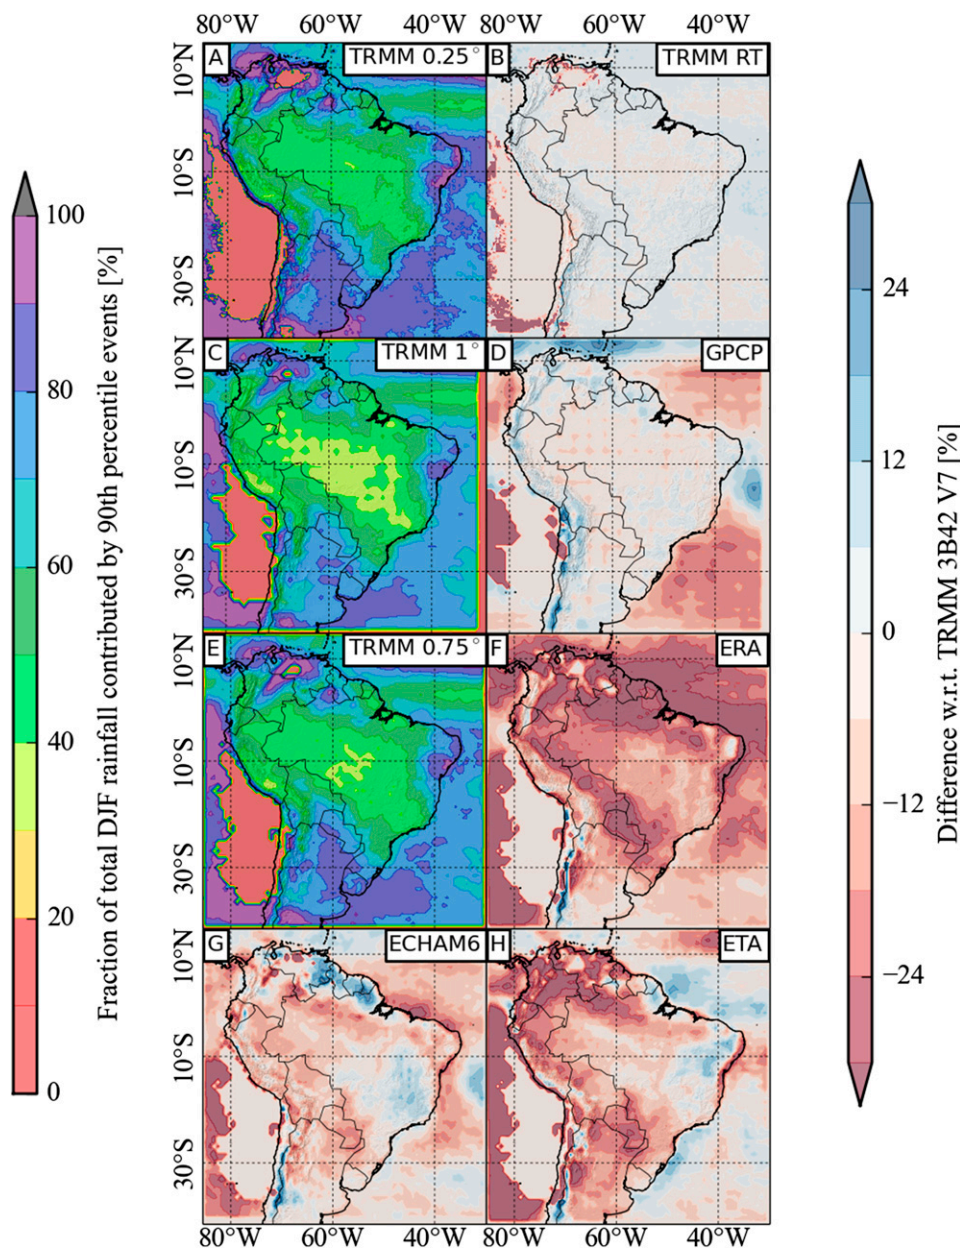 80°W 60°W 40°W 80°W 60°W 40°W
A TRMM 0.25° B TRMM RT
10°N
10°S
30°S
C TRMM 1° D GPCP
10°N
10°S
30°S
E TRMM 0.75° F ERA
10°N
10°S
30°S
G ECHAM6 H ETA
10°N
10°S
30°S
80°W 60°W 40°W 80°W 60°W 40°W
100
80
60
40
20
0
Fraction of total DJF rainfall contributed by 90th percentile events [%]
24
12
0
−12
−24
Difference w.r.t. TRMM 3B42 V7 [%]